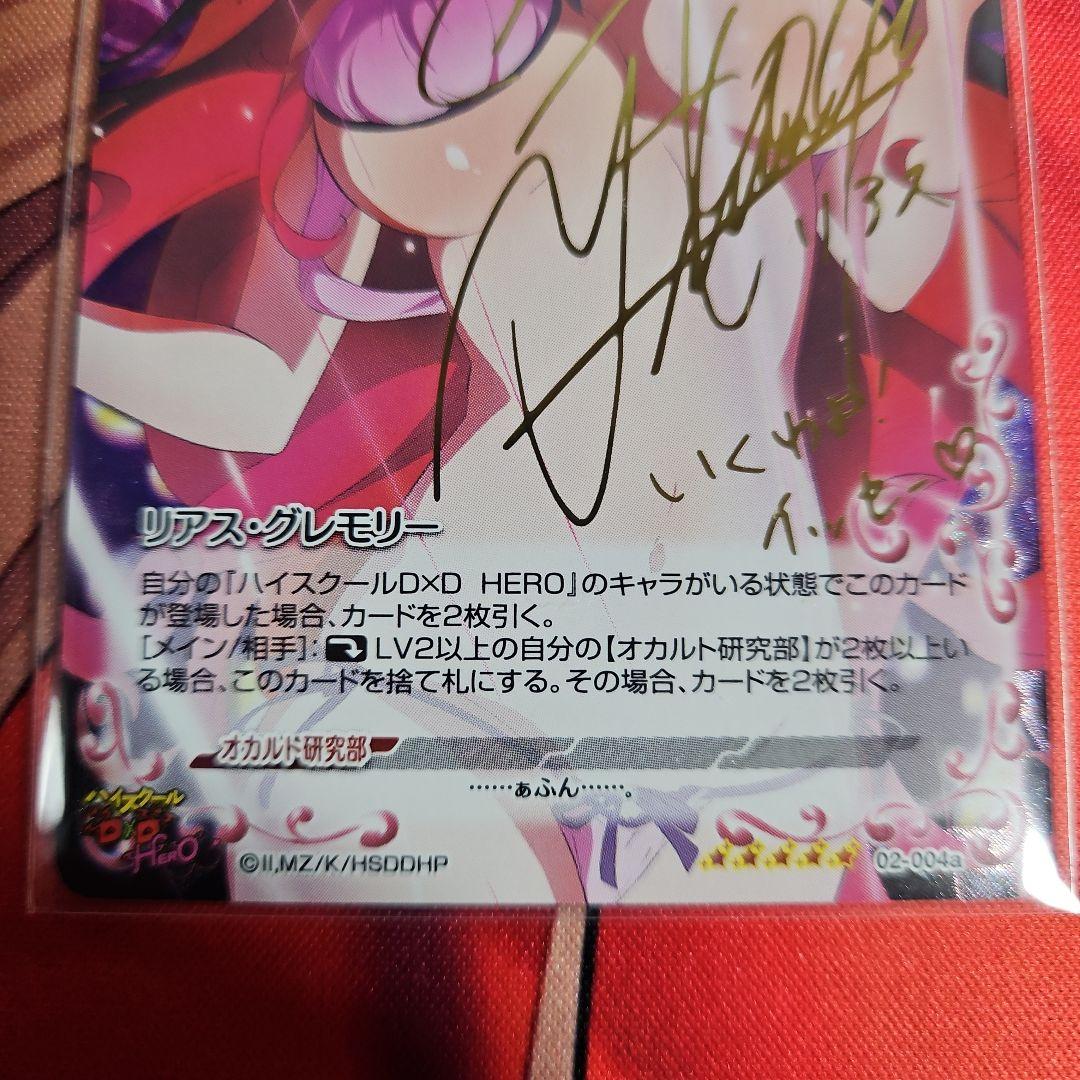 リアス
いくわよ!
イッセー♡
リアス・グレモリー
自分の『ハイスクールD×D HERO』のキャラがいる状態でこのカード
が登場した場合、カードを2枚引く。
[メイン/相手]: LV2以上の自分の【オカルト研究部】が2枚以上い
る場合、このカードを捨て札にする。その場合、カードを2枚引く。
オカルト研究部
……ぁふん……。
ハイスクール
D×D
HERO
©II,MZ/K/HSDDHP
02-004a